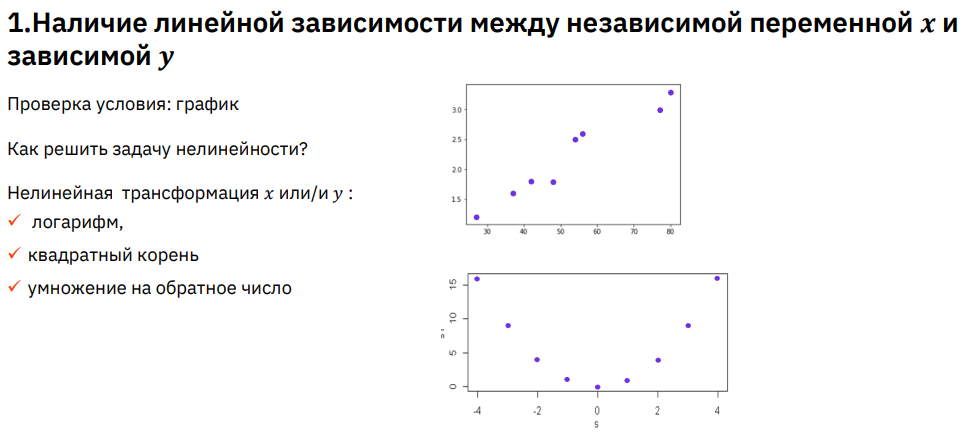 1.Наличие линейной зависимости между независимой переменной x и
зависимой y
Проверка условия: график
Как решить задачу нелинейности?
Нелинейная трансформация x или/и y :
✓ логарифм,
✓ квадратный корень
✓ умножение на обратное число
3.0
2.5
2.0
1.5
30 40 50 60 70 80
15
10
5
0
-4 -2 0 2 4
s